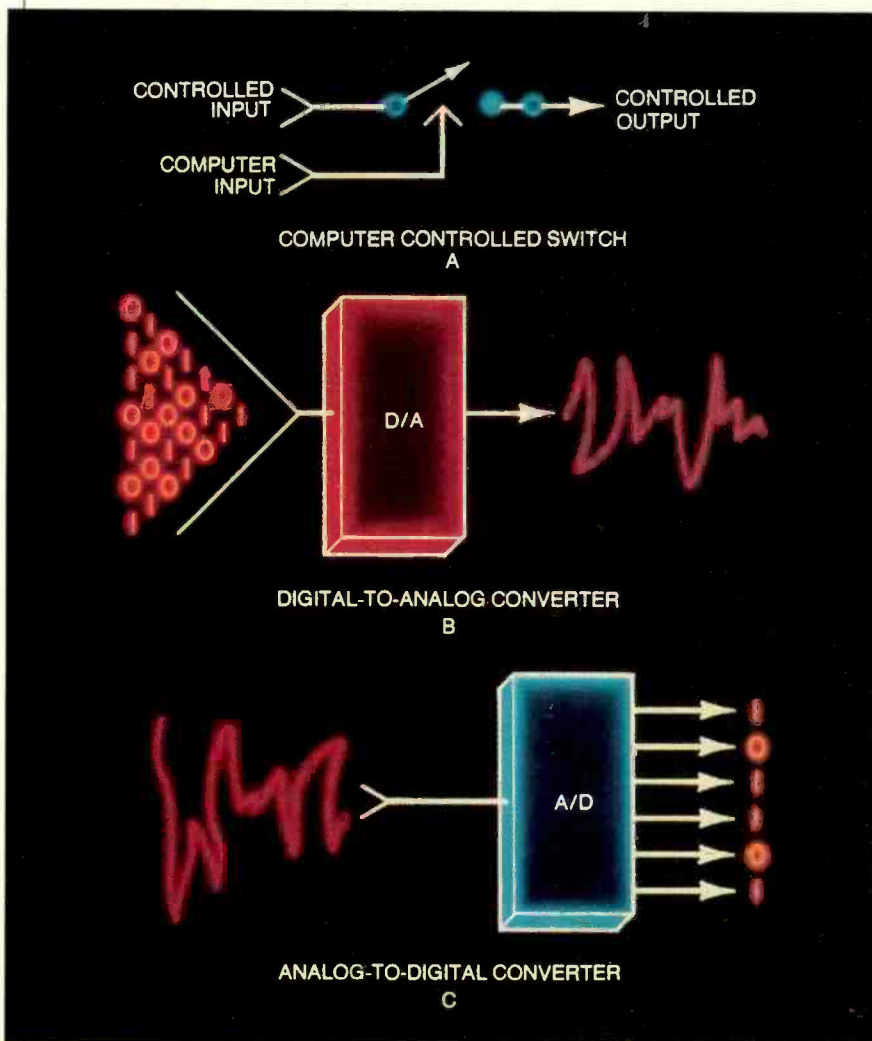 CONTROLLED
INPUT
CONTROLLED
OUTPUT
COMPUTER
INPUT
COMPUTER CONTROLLED SWITCH
A
D/A
DIGITAL-TO-ANALOG CONVERTER
B
A/D
I
O
I
I
O
I
ANALOG-TO-DIGITAL CONVERTER
C